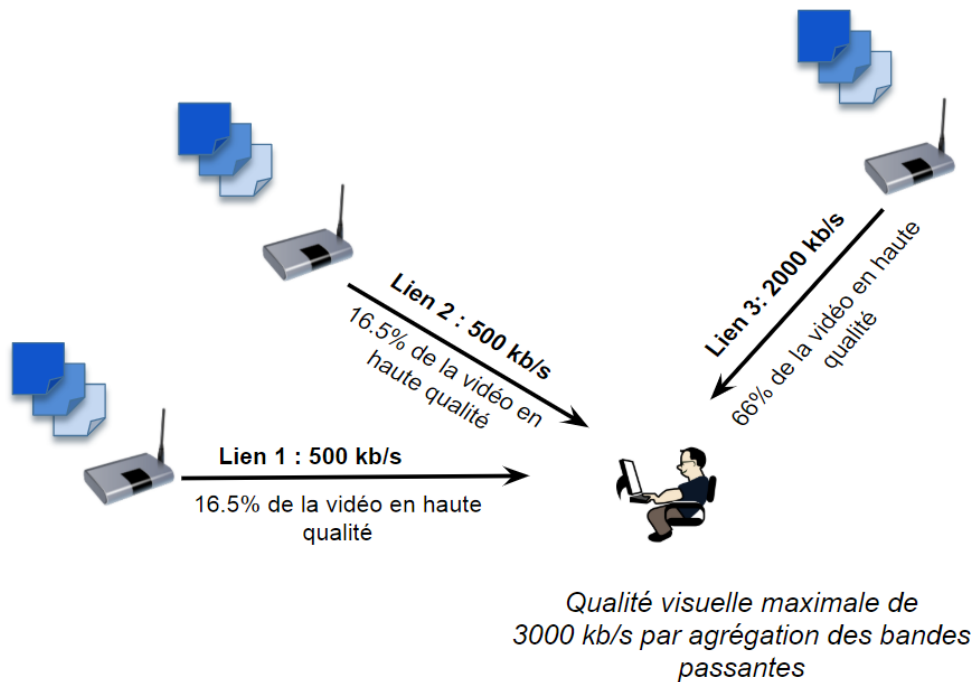 Lien 3: 2000 kb/s
66% de la vidéo en haute
qualité
Lien 2 : 500 kb/s
16.5% de la vidéo en
haute qualité
Lien 1 : 500 kb/s
16.5% de la vidéo en haute
qualité
Qualité visuelle maximale de
3000 kb/s par agrégation des bandes
passantes